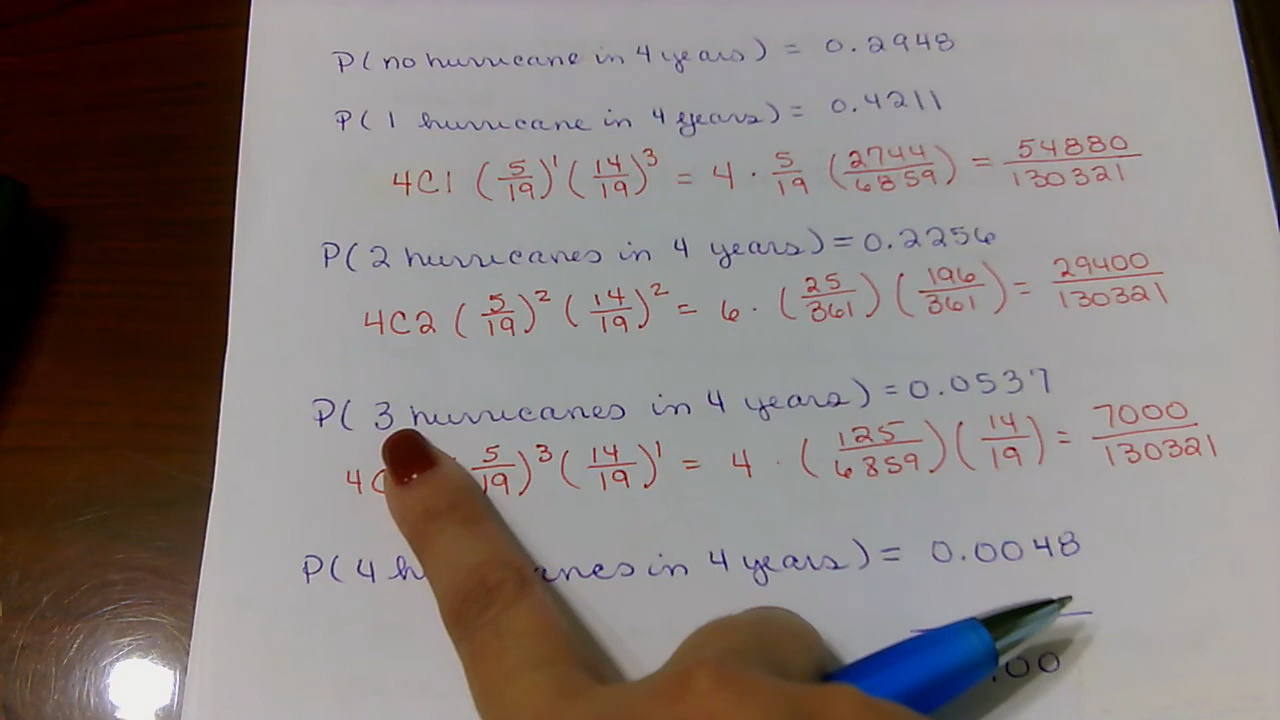 P(no hurricane in 4 years) = 0.2948
P(1 hurricane in 4 years) = 0.4211
4C1 (5/19)^1 (14/19)^3 = 4 · 5/19 (2744/6859) = 54880/130321
P(2 hurricanes in 4 years) = 0.2256
4C2 (5/19)^2 (14/19)^2 = 6 · (25/361)(196/361) = 29400/130321
P(3 hurricanes in 4 years) = 0.0537
4C 5/19)^3 (14/19)^1 = 4 · (125/6859)(14/19) = 7000/130321
P(4 h anes in 4 years) = 0.0048
.00